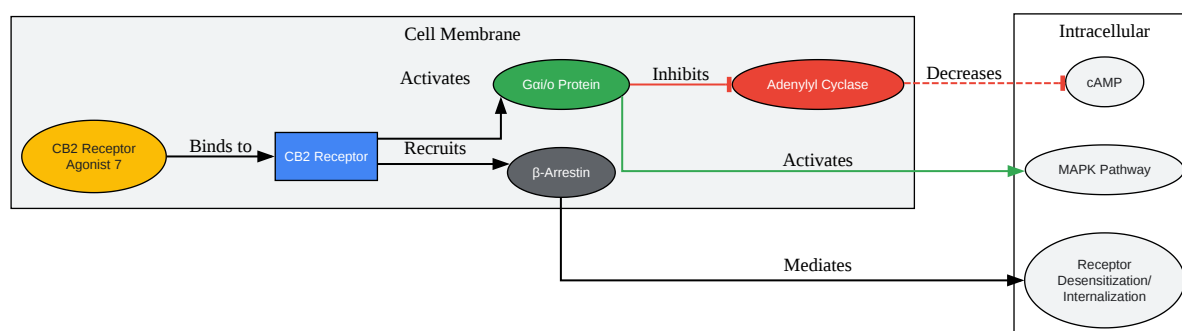 Cell Membrane
Intracellular
Activates
Gαi/o Protein
Inhibits
Adenylyl Cyclase
Decreases
cAMP
CB2 Receptor
Agonist 7
Binds to
CB2 Receptor
Recruits
β-Arrestin
Activates
MAPK Pathway
Mediates
Receptor
Desensitization/
Internalization